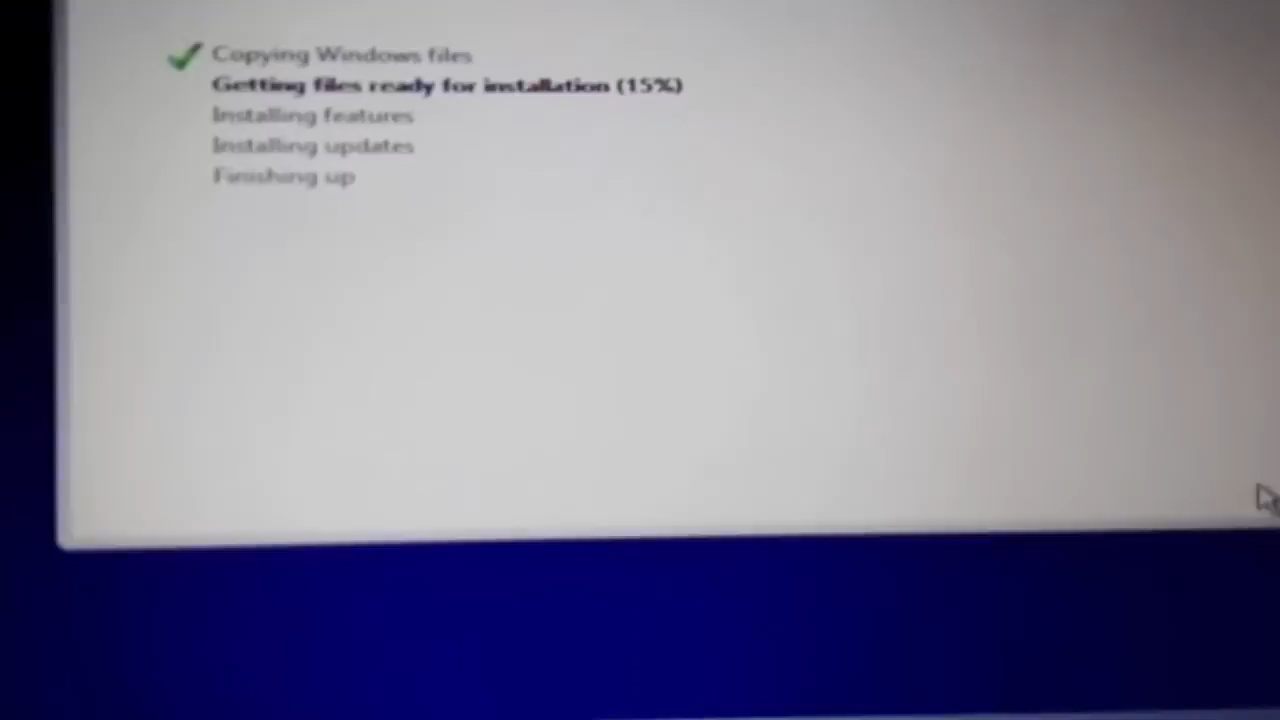 Copying Windows files
Getting files ready for installation (15%)
Installing features
Installing updates
Finishing up